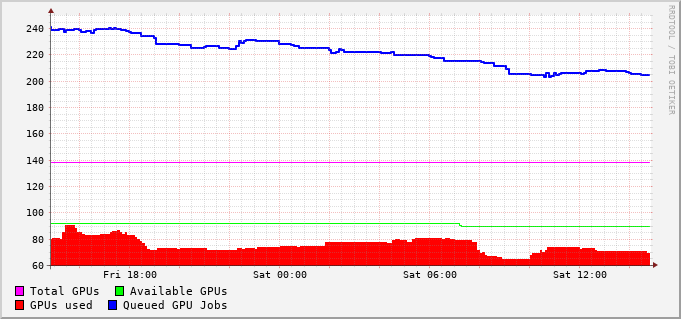 240
220
200
180
160
140
120
100
80
60
Fri 18:00 Sat 00:00 Sat 06:00 Sat 12:00
Total GPUs Available GPUs
GPUs used Queued GPU Jobs
RRDTOOL / TOBI OETIKER